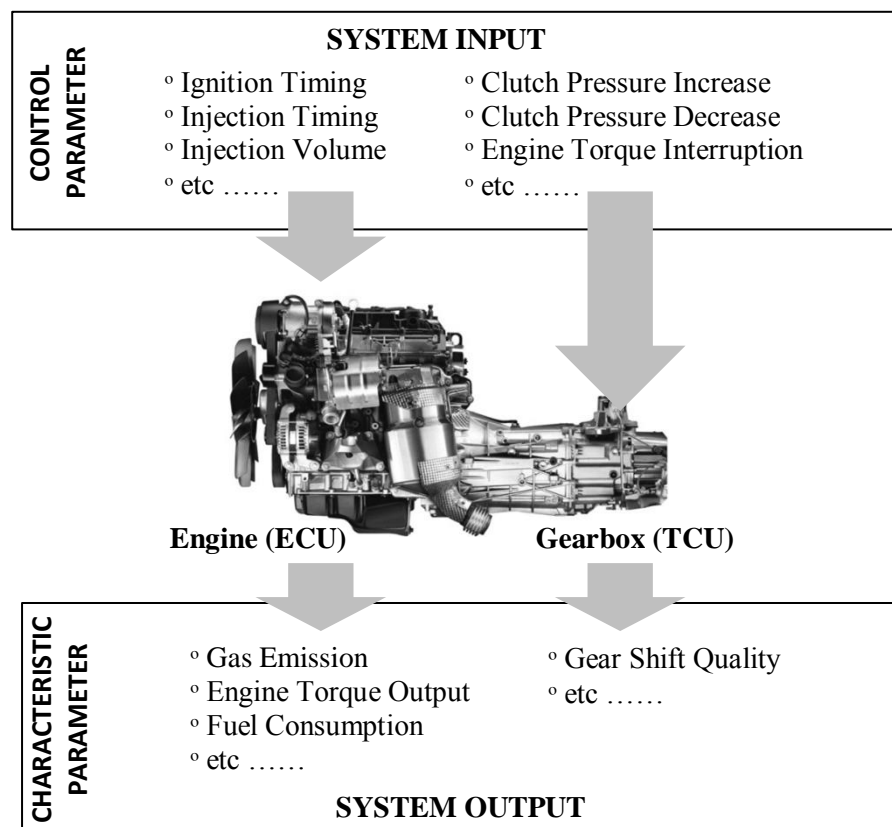 SYSTEM INPUT
CONTROL
PARAMETER
º Ignition Timing
º Injection Timing
º Injection Volume
º etc ……
º Clutch Pressure Increase
º Clutch Pressure Decrease
º Engine Torque Interruption
º etc ……
Engine (ECU)
Gearbox (TCU)
CHARACTERISTIC
PARAMETER
º Gas Emission
º Engine Torque Output
º Fuel Consumption
º etc ……
º Gear Shift Quality
º etc ……
SYSTEM OUTPUT